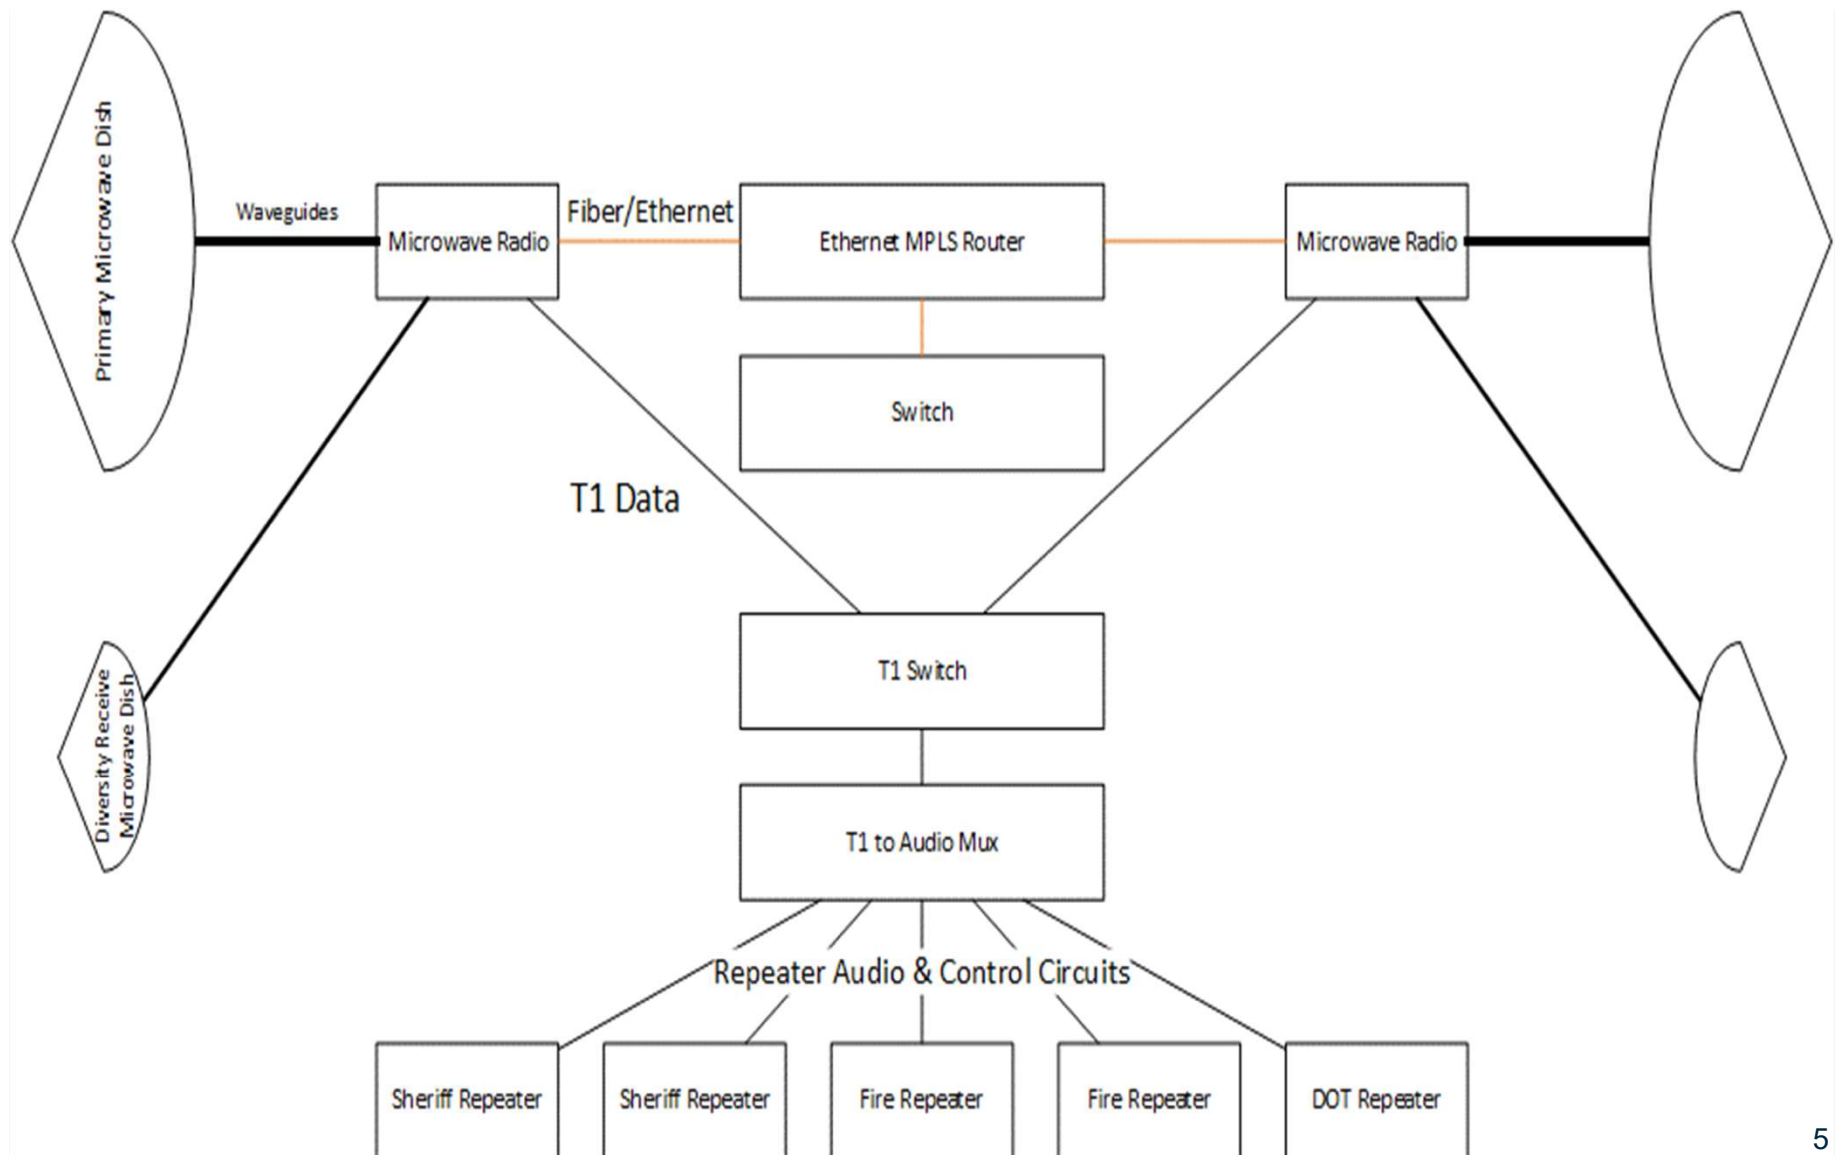 Primary Microwave Dish
Waveguides
Microwave Radio
Fiber/Ethernet
Ethernet MPLS Router
Microwave Radio
Switch
T1 Data
T1 Switch
Diversity Receive
Microwave Dish
T1 to Audio Mux
Repeater Audio & Control Circuits
Sheriff Repeater
Sheriff Repeater
Fire Repeater
Fire Repeater
DOT Repeater
5